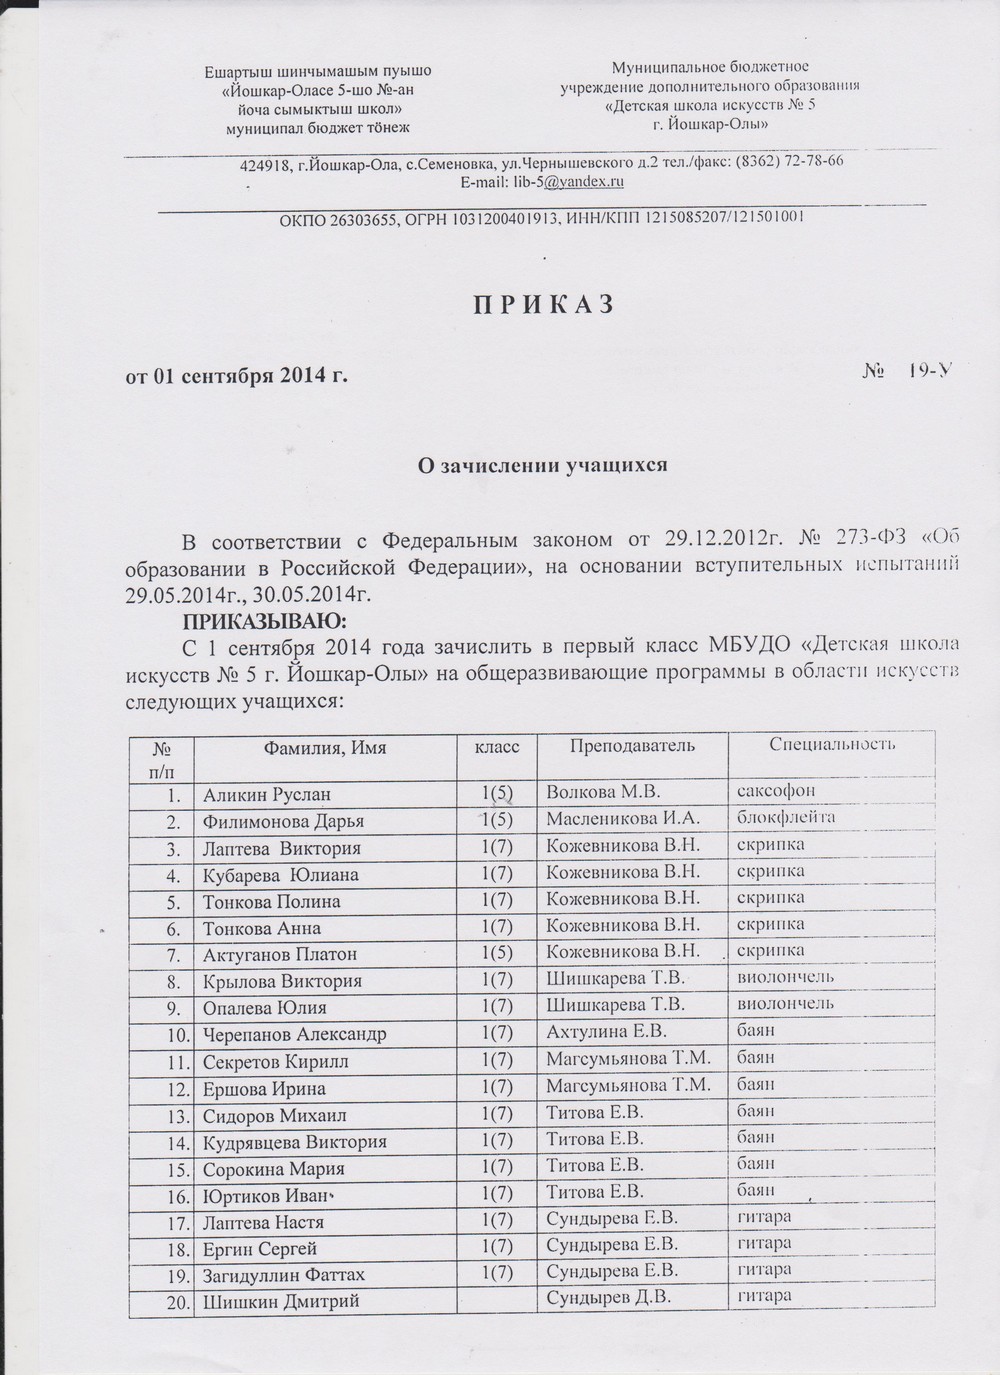 Ешартыш шинчымашым пуышо
«Йошкар-Оласе 5-шо №-ан
йоча сымыктыш школ»
муниципал бюджет тӧнеж
Муниципальное бюджетное
учреждение дополнительного образования
«Детская школа искусств № 5
г. Йошкар-Олы»
424918, г.Йошкар-Ола, с.Семеновка, ул.Чернышевского д.2 тел./факс: (8362) 72-78-66
E-mail: lib-5@yandex.ru
ОКПО 26303655, ОГРН 1031200401913, ИНН/КПП 1215085207/121501001
П Р И К А З
от 01 сентября 2014 г. № 19-У
О зачислении учащихся
В соответствии с Федеральным законом от 29.12.2012г. № 273-ФЗ «Об
образовании в Российской Федерации», на основании вступительных испытаний
29.05.2014г., 30.05.2014г.
ПРИКАЗЫВАЮ:
С 1 сентября 2014 года зачислить в первый класс МБУДО «Детская школа
искусств № 5 г. Йошкар-Олы» на общеразвивающие программы в области искусств
следующих учащихся:
№ п/п Фамилия, Имя класс Преподаватель Специальность
1. Аликин Руслан 1(5) Волкова М.В. саксофон
2. Филимонова Дарья 1(5) Масленикова И.А. блокфлейта
3. Лаптева Виктория 1(7) Кожевникова В.Н. скрипка
4. Кубарева Юлиана 1(7) Кожевникова В.Н. скрипка
5. Тонкова Полина 1(7) Кожевникова В.Н. скрипка
6. Тонкова Анна 1(7) Кожевникова В.Н. скрипка
7. Актуганов Платон 1(5) Кожевникова В.Н. скрипка
8. Крылова Виктория 1(7) Шишкарева Т.В. виолончель
9. Опалева Юлия 1(7) Шишкарева Т.В. виолончель
10. Черепанов Александр 1(7) Ахтулина Е.В. баян
11. Секретов Кирилл 1(7) Магсумьянова Т.М. баян
12. Ершова Ирина 1(7) Магсумьянова Т.М. баян
13. Сидоров Михаил 1(7) Титова Е.В. баян
14. Кудрявцева Виктория 1(7) Титова Е.В. баян
15. Сорокина Мария 1(7) Титова Е.В. баян
16. Юртиков Иван 1(7) Титова Е.В. баян
17. Лаптева Настя 1(7) Сундырева Е.В. гитара
18. Ергин Сергей 1(7) Сундырева Е.В. гитара
19. Загидуллин Фаттах 1(7) Сундырева Е.В. гитара
20. Шишкин Дмитрий Сундырев Д.В. гитара